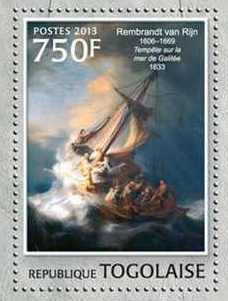 POSTES 2013
750F
Rembrandt van Rijn
1606–1669
Tempête sur la
mer de Galilée
1633
REPUBLIQUE TOGOLAISE